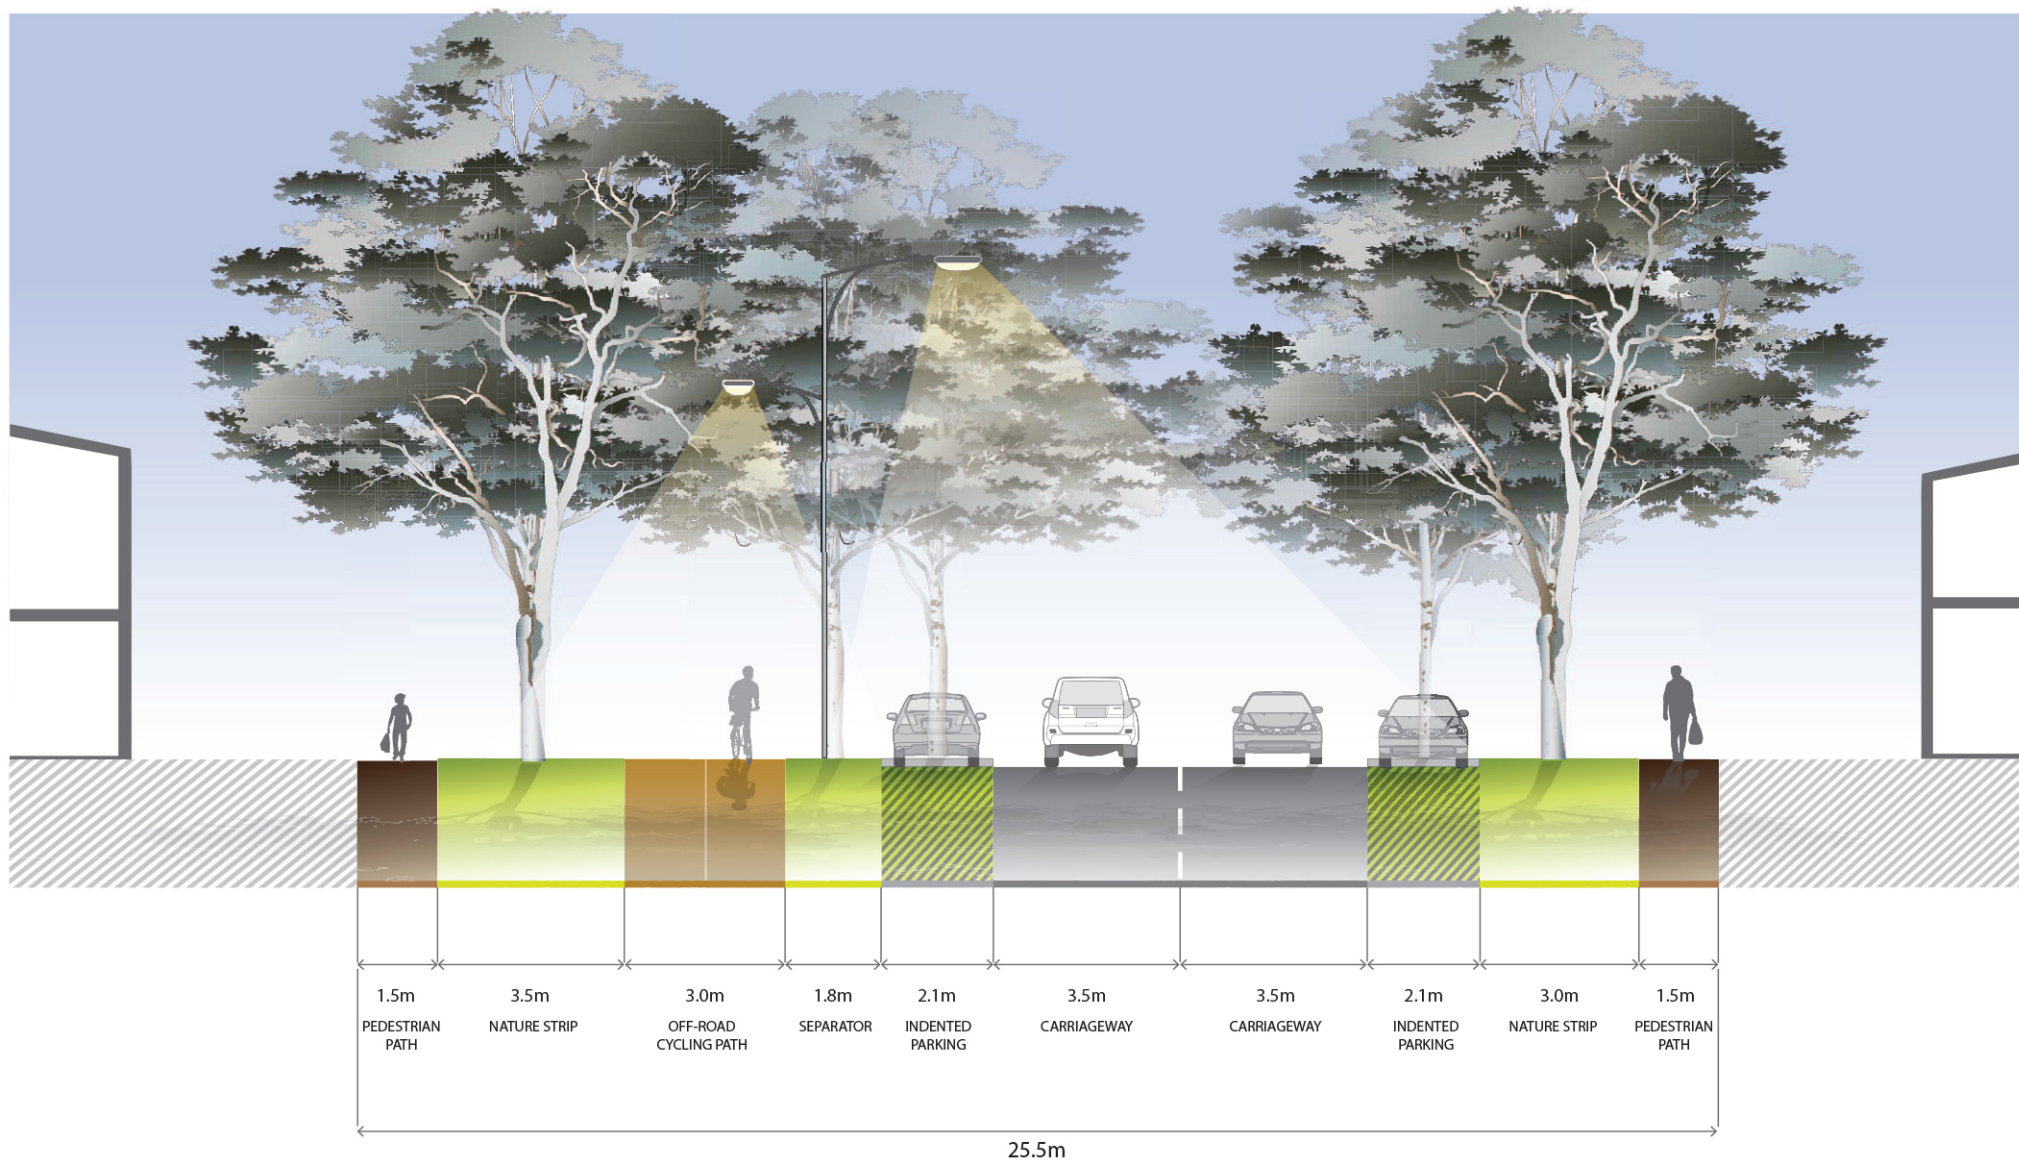 1.5m
3.5m
3.0m
1.8m
2.1m
3.5m
3.5m
2.1m
3.0m
1.5m
PEDESTRIAN
PATH
NATURE STRIP
OFF-ROAD
CYCLING PATH
SEPARATOR
INDENTED
PARKING
CARRIAGEWAY
CARRIAGEWAY
INDENTED
PARKING
NATURE STRIP
PEDESTRIAN
PATH
25.5m